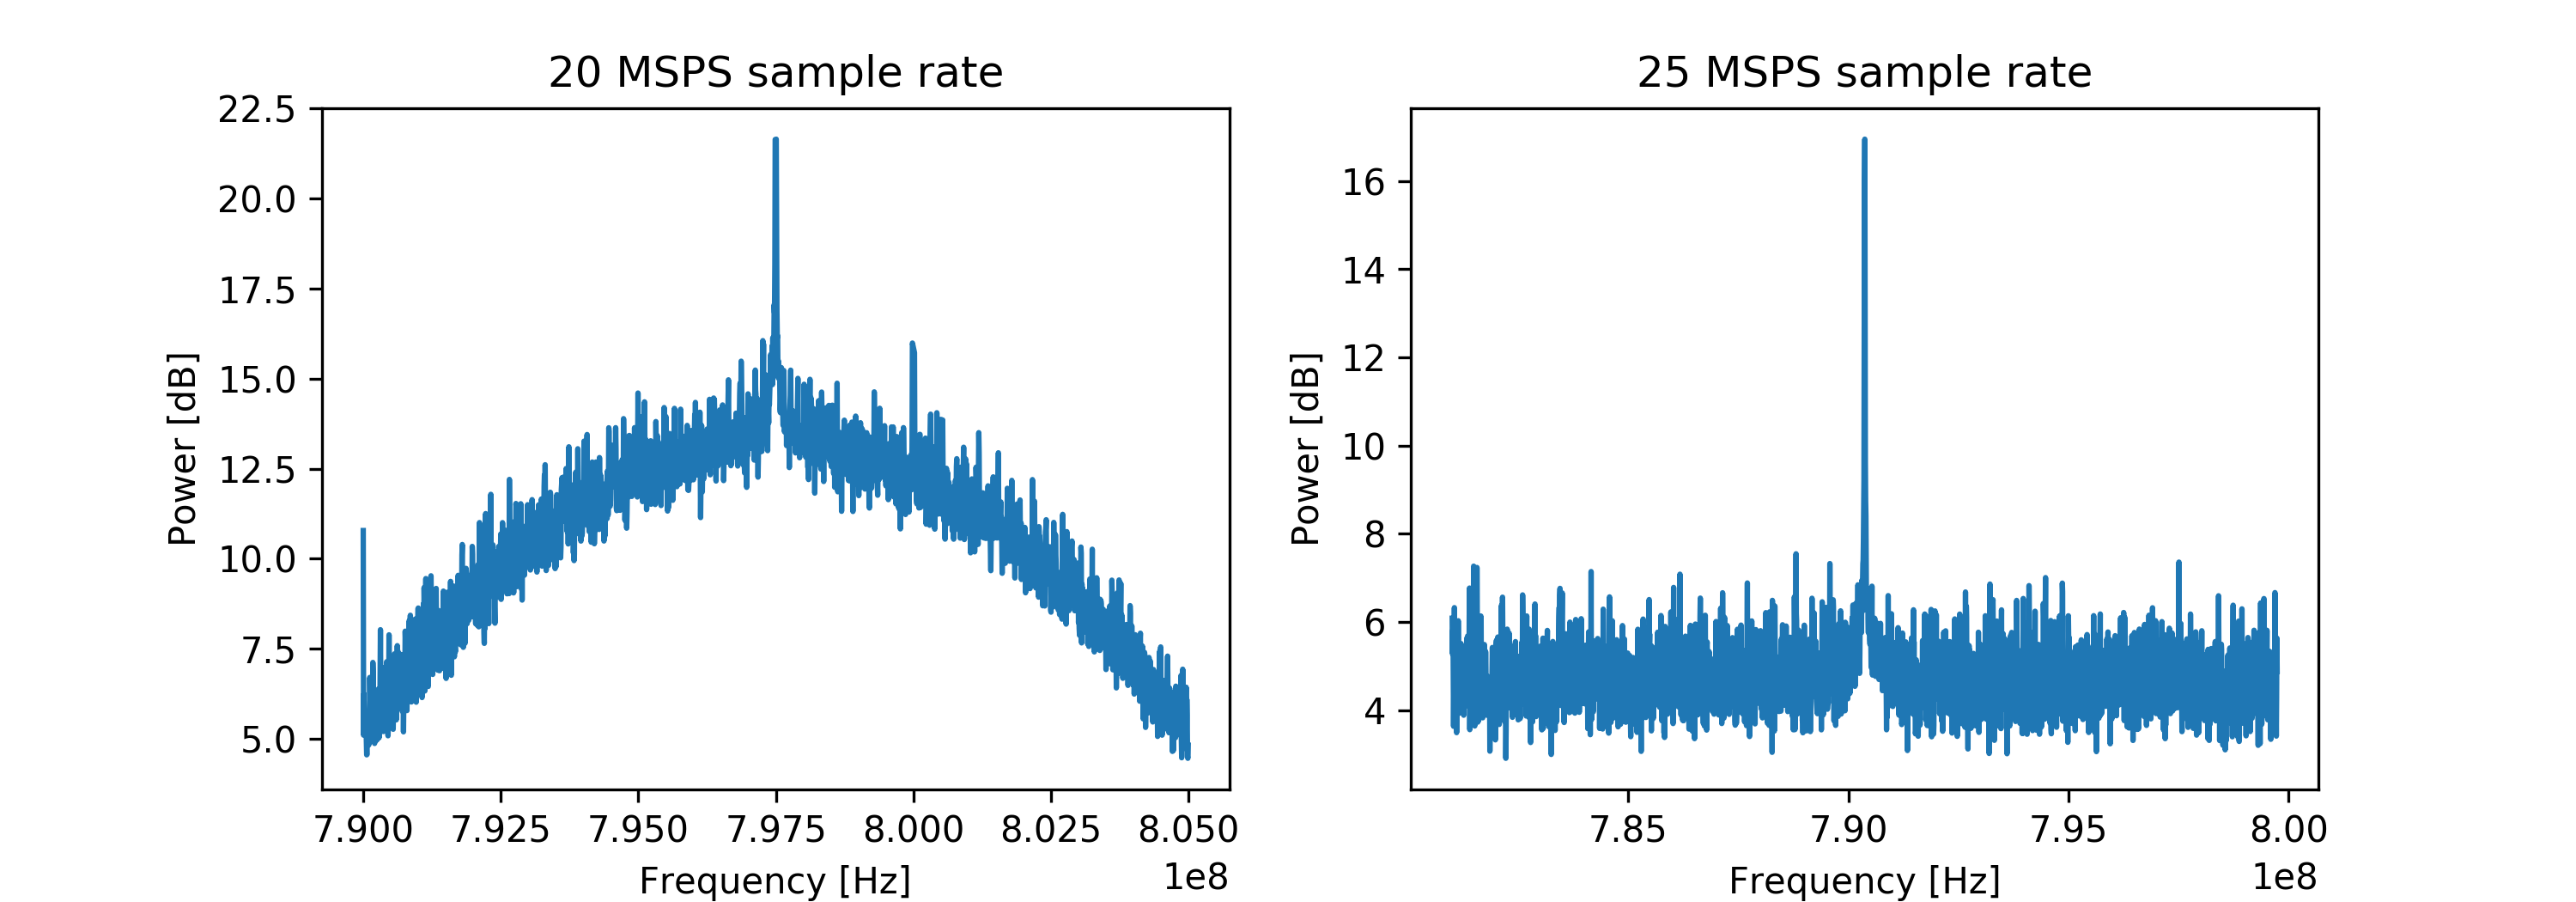 20 MSPS sample rate
22.5
20.0
17.5
15.0
12.5
10.0
7.5
5.0
Power [dB]
7.900 7.925 7.950 7.975 8.000 8.025 8.050
1e8
Frequency [Hz]
25 MSPS sample rate
16
14
12
10
8
6
4
Power [dB]
7.85 7.90 7.95 8.00
1e8
Frequency [Hz]